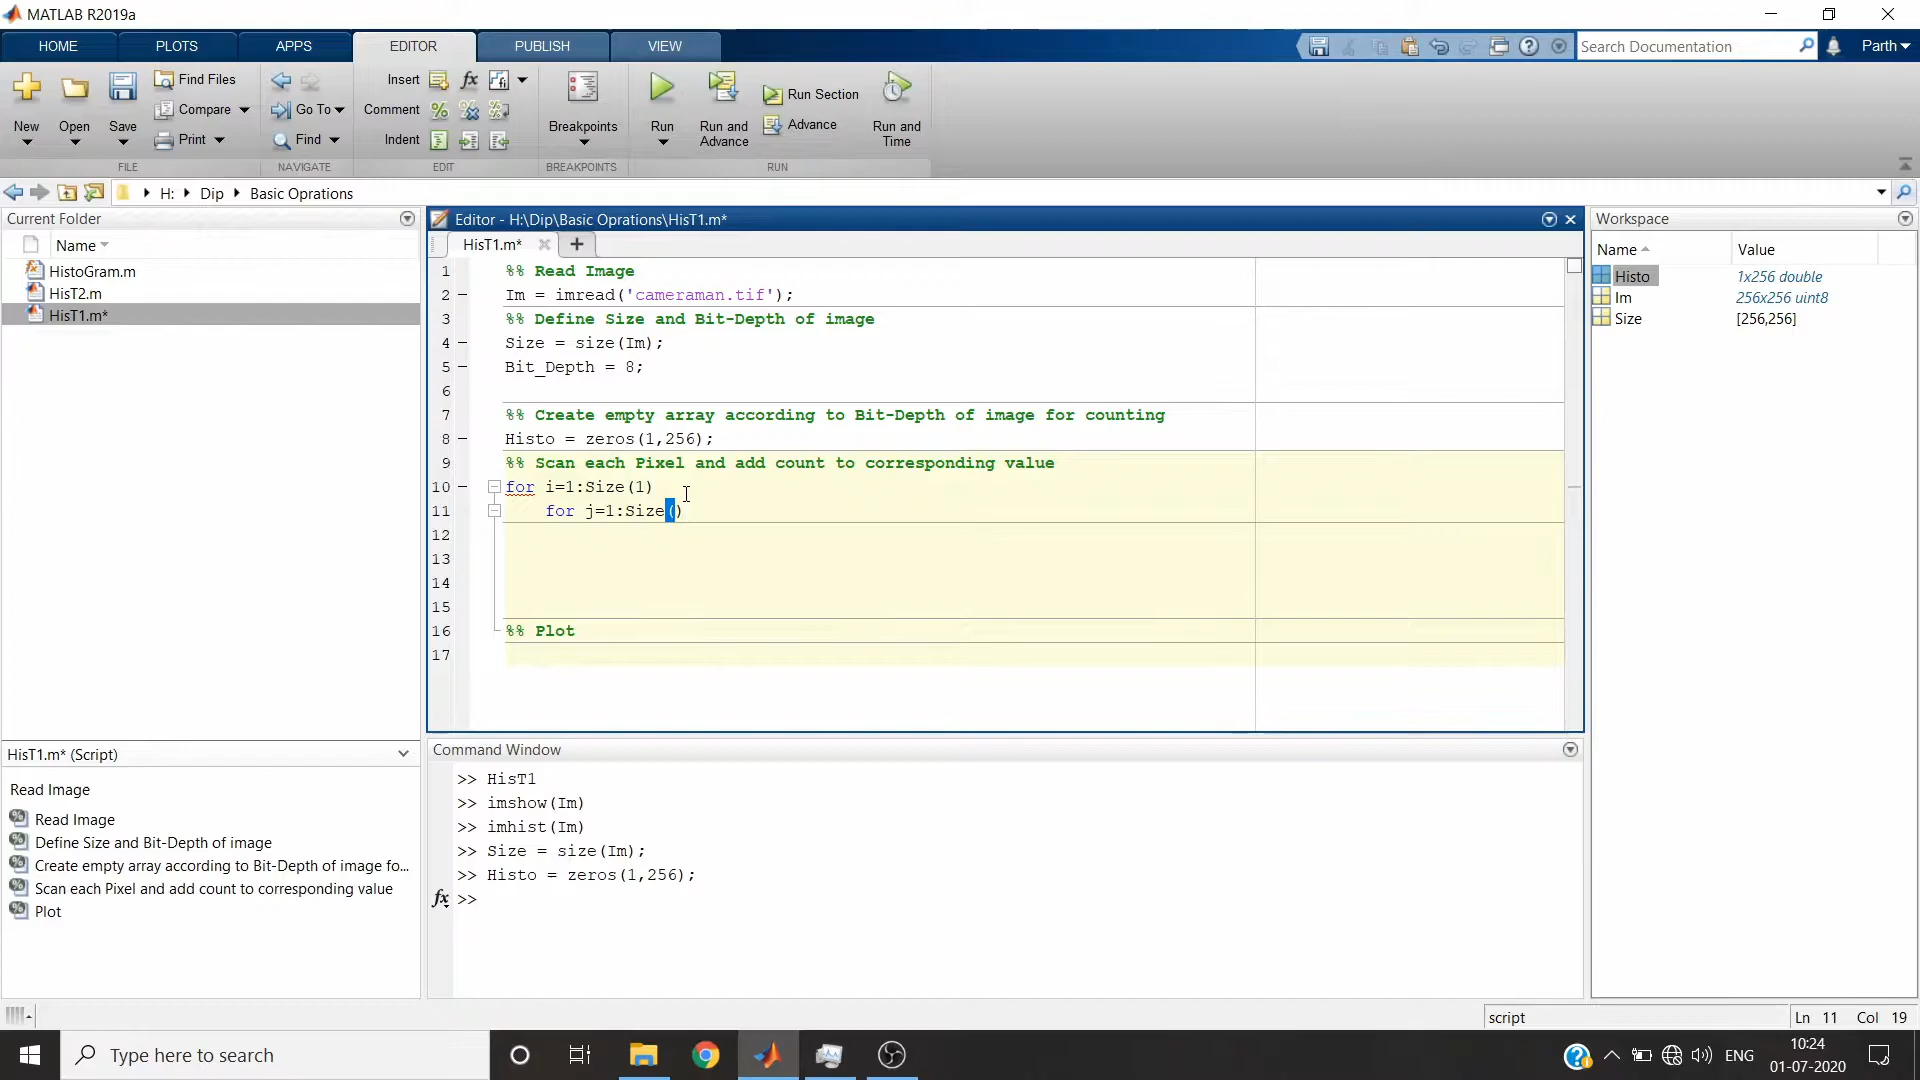 MATLAB R2019a
HOME PLOTS APPS EDITOR PUBLISH VIEW
Search Documentation
Parth
New Open Save
Find Files
Compare
Print
Go To
Find
Insert
Comment
Indent
fx
Breakpoints
Run
Run and Advance
Run Section
Advance
Run and Time
FILE NAVIGATE EDIT BREAKPOINTS RUN
H: Dip Basic Oprations
Current Folder
Name
HistoGram.m
HisT2.m
HisT1.m*
HisT1.m* (Script)
Read Image
Read Image
Define Size and Bit-Depth of image
Create empty array according to Bit-Depth of image fo...
Scan each Pixel and add count to corresponding value
Plot
Editor - H:\Dip\Basic Oprations\HisT1.m*
HisT1.m*
1 %% Read Image
2 Im = imread('cameraman.tif');
3 %% Define Size and Bit-Depth of image
4 Size = size(Im);
5 Bit_Depth = 8;
6
7 %% Create empty array according to Bit-Depth of image for counting
8 Histo = zeros(1,256);
9 %% Scan each Pixel and add count to corresponding value
10 for i=1:Size(1)
11 for j=1:Size()
12
13
14
15
16 %% Plot
17
Command Window
>> HisT1
>> imshow(Im)
>> imhist(Im)
>> Size = size(Im);
>> Histo = zeros(1,256);
fx >>
Workspace
Name Value
Histo 1x256 double
Im 256x256 uint8
Size [256,256]
script Ln 11 Col 19
Type here to search
ENG
10:24
01-07-2020